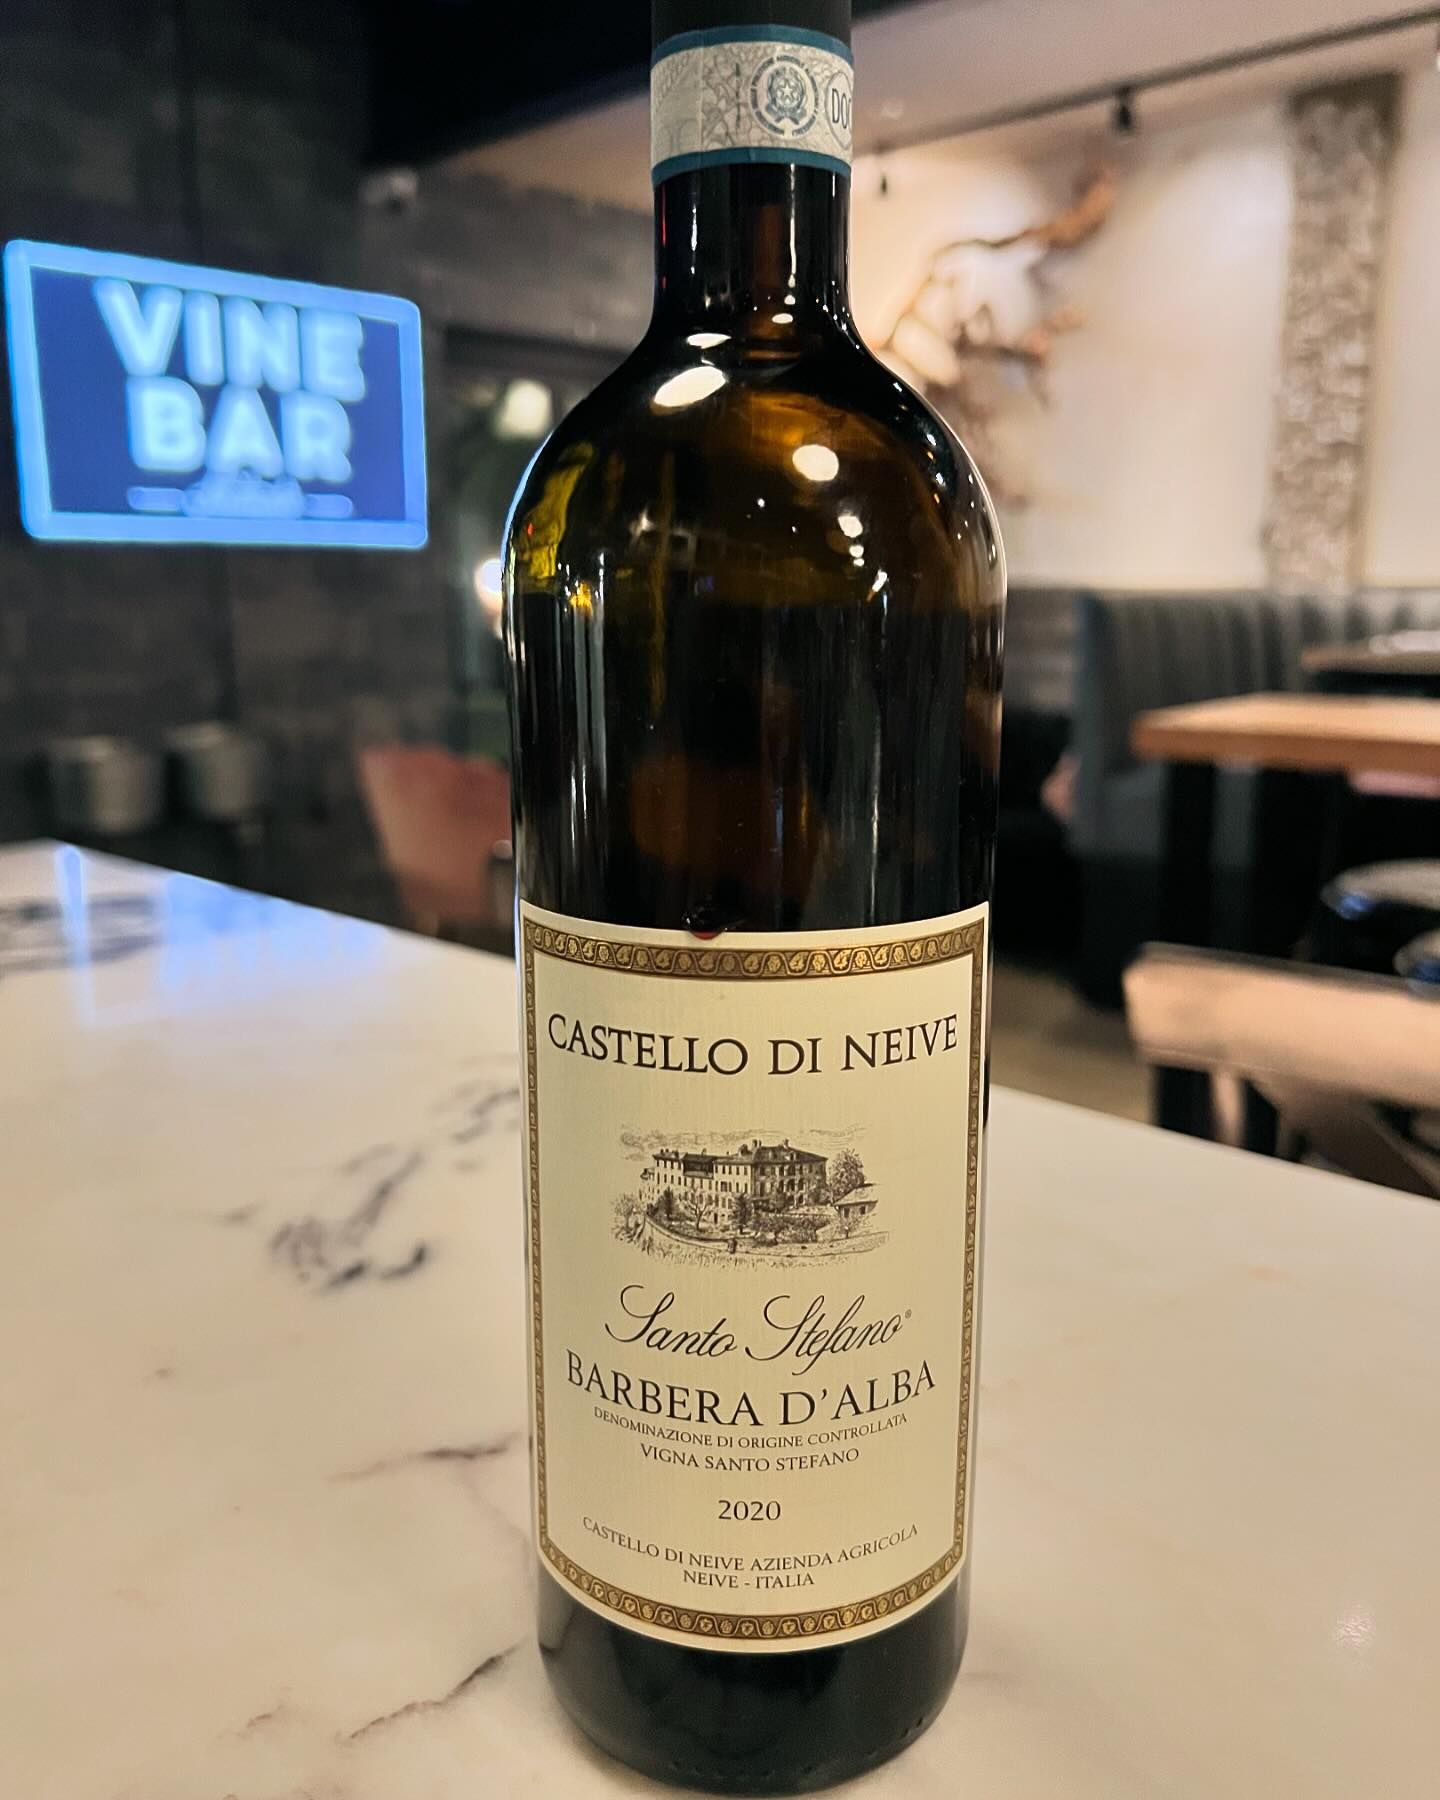 DOC
VINE
BAR
CASTELLO DI NEIVE
Santo Stefano®
BARBERA D'ALBA
DENOMINAZIONE DI ORIGINE CONTROLLATA
VIGNA SANTO STEFANO
2020
CASTELLO DI NEIVE AZIENDA AGRICOLA
NEIVE - ITALIA